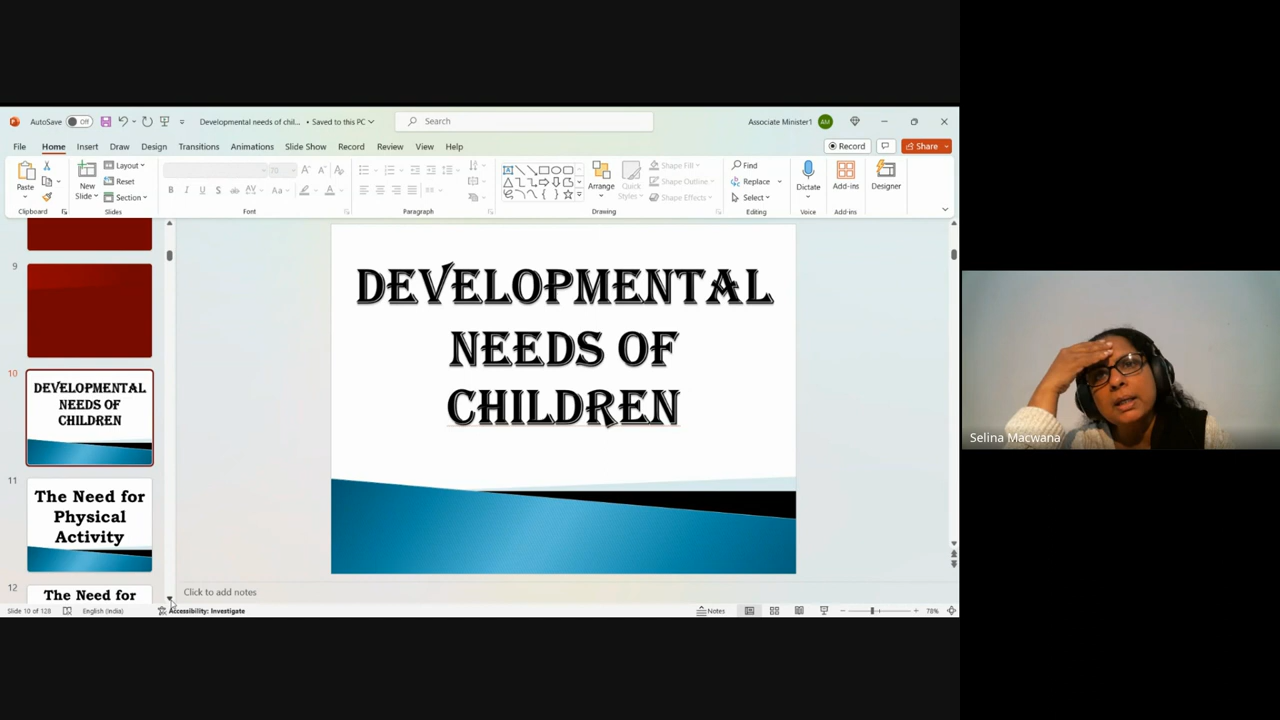 AutoSave Off Developmental needs of chil... • Saved to this PC Search Associate Minister1 AM
File Home Insert Draw Design Transitions Animations Slide Show Record Review View Help Record Share
Paste New Slide Layout Reset Section Arrange Quick Styles Shape Fill Shape Outline Shape Effects Find Replace Select Dictate Add-ins Designer
Clipboard Slides Font Paragraph Drawing Editing Voice Add-ins
9
10
DEVELOPMENTAL
NEEDS OF
CHILDREN
11
The Need for
Physical
Activity
12
The Need for
DEVELOPMENTAL
NEEDS OF
CHILDREN
Click to add notes
Slide 10 of 128 English (India) Accessibility: Investigate Notes 78%
Selina Macwana